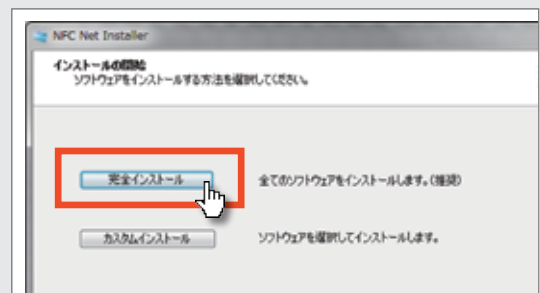 NFC Net Installer
インストールの開始
ソフトウェアをインストールする方法を選択してください。
完全インストール
全てのソフトウェアをインストールします。(推奨)
カスタムインストール
ソフトウェアを選択してインストールします。